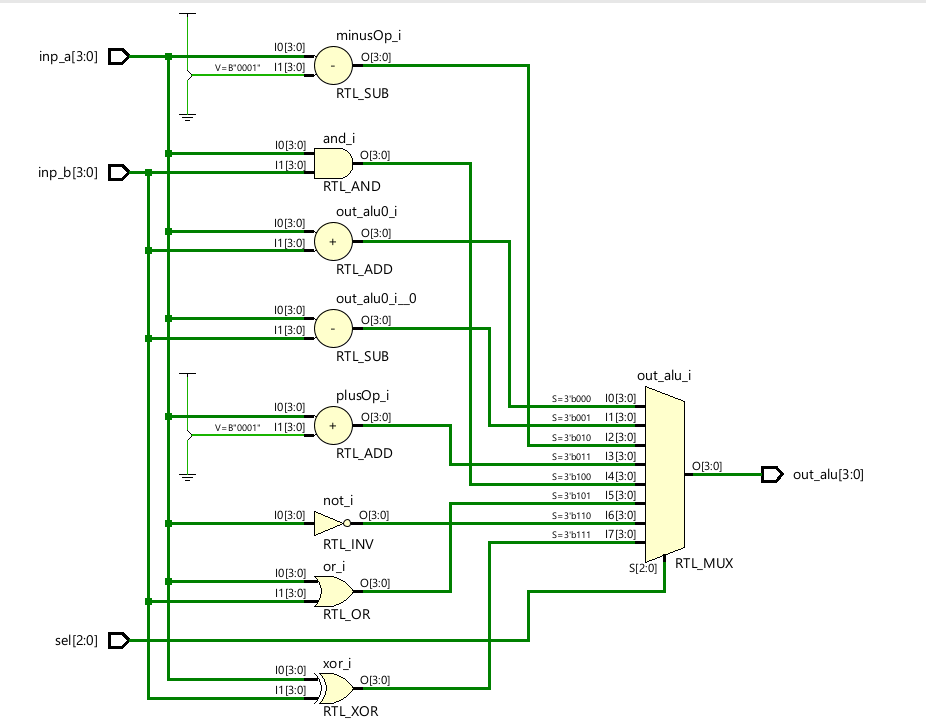 minusOp_i
inp_a[3:0]
I0[3:0]
O[3:0]
V=B"0001"
I1[3:0]
-
RTL_SUB
and_i
I0[3:0]
O[3:0]
inp_b[3:0]
I1[3:0]
RTL_AND
out_alu0_i
I0[3:0]
O[3:0]
I1[3:0]
+
RTL_ADD
out_alu0_i__0
I0[3:0]
O[3:0]
I1[3:0]
-
RTL_SUB
plusOp_i
I0[3:0]
O[3:0]
V=B"0001"
I1[3:0]
+
RTL_ADD
not_i
I0[3:0]
O[3:0]
RTL_INV
or_i
I0[3:0]
O[3:0]
I1[3:0]
RTL_OR
sel[2:0]
xor_i
I0[3:0]
O[3:0]
I1[3:0]
RTL_XOR
out_alu_i
S=3'b000 I0[3:0]
S=3'b001 I1[3:0]
S=3'b010 I2[3:0]
S=3'b011 I3[3:0]
S=3'b100 I4[3:0]
S=3'b101 I5[3:0]
S=3'b110 I6[3:0]
S=3'b111 I7[3:0]
O[3:0]
out_alu[3:0]
S[2:0]
RTL_MUX